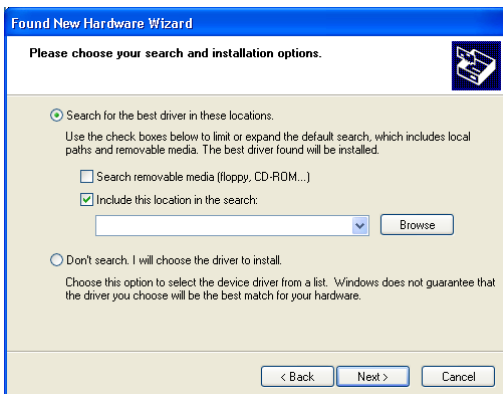 Found New Hardware Wizard
Please choose your search and installation options.
Search for the best driver in these locations.
Use the check boxes below to limit or expand the default search, which includes local
paths and removable media. The best driver found will be installed.
Search removable media (floppy, CD-ROM...)
Include this location in the search:
Browse
Don't search. I will choose the driver to install.
Choose this option to select the device driver from a list. Windows does not guarantee that
the driver you choose will be the best match for your hardware.
< Back Next > Cancel